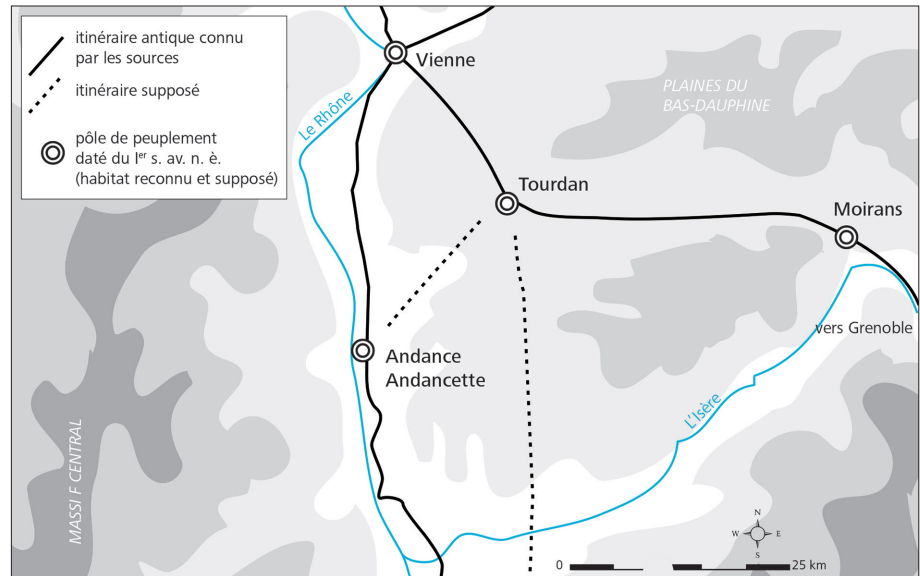 itinéraire antique connu
par les sources
itinéraire supposé
pôle de peuplement
daté du Iᵉʳ s. av. n. è.
(habitat reconnu et supposé)
Vienne
PLAINES DU
BAS-DAUPHINE
Le Rhône
Tourdan
Moirans
vers Grenoble
Andance
Andancette
L'Isère
MASSI F CENTRAL
N
W E
S
0 25 km